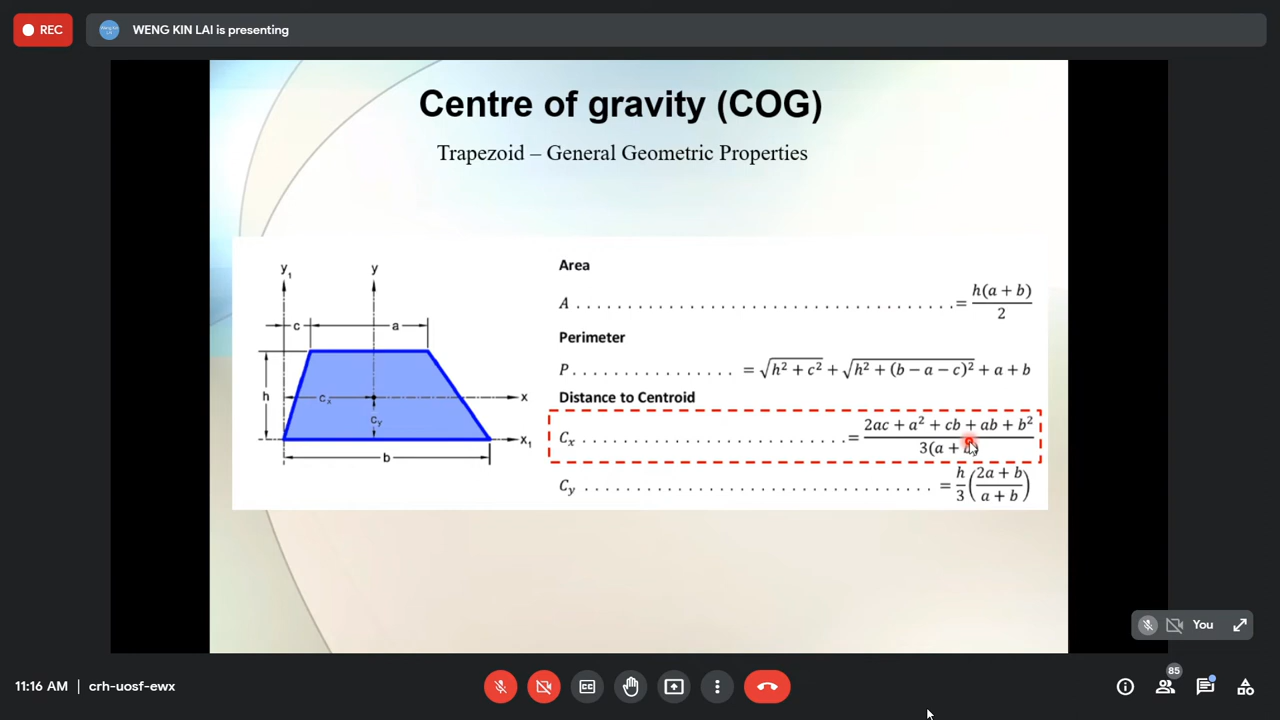 REC
WENG KIN LAI is presenting
Centre of gravity (COG)
Trapezoid – General Geometric Properties
y₁ y
c a
h
cₓ x
c_y
x₁
b
Area
A . . . . . . . . . . . . . . . . . . . . . . . . . . . . . . . . . . . = h(a + b)/2
Perimeter
P . . . . . . . . . . . . . . . . = √(h² + c²) + √(h² + (b − a − c)²) + a + b
Distance to Centroid
Cₓ . . . . . . . . . . . . . . . . . . . . . . . . . . = (2ac + a² + cb + ab + b²)/3(a +
C_y . . . . . . . . . . . . . . . . . . . . . . . . . . . . . . . . . = h/3 ((2a + b)/(a + b))
You
11:16 AM | crh-uosf-ewx
85